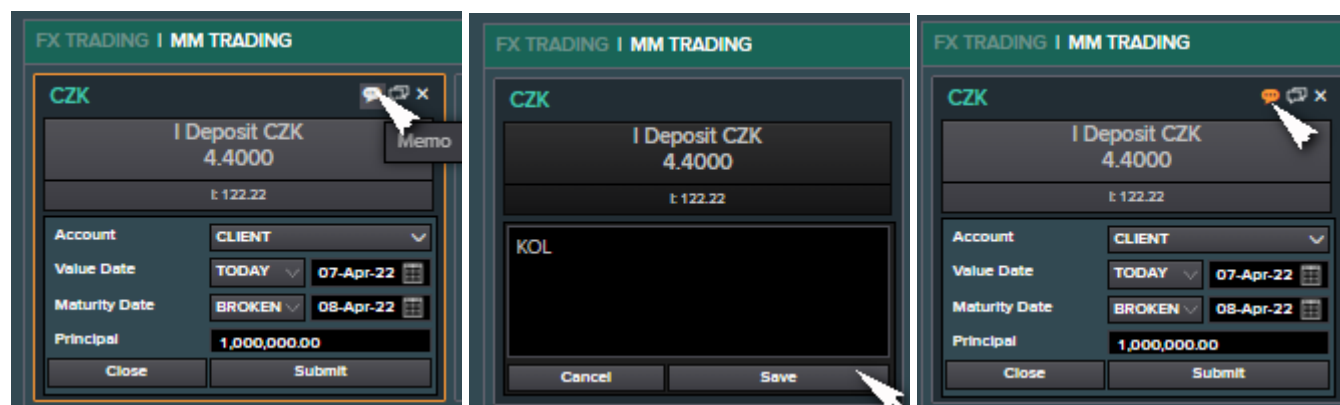 FX TRADING I MM TRADING
CZK
Memo
I Deposit CZK
4.4000
I: 122.22
Account CLIENT
Value Date TODAY 07-Apr-22
Maturity Date BROKEN 08-Apr-22
Principal 1,000,000.00
Close Submit
FX TRADING I MM TRADING
CZK
I Deposit CZK
4.4000
I: 122.22
KOL
Cancel Save
FX TRADING I MM TRADING
CZK
I Deposit CZK
4.4000
I: 122.22
Account CLIENT
Value Date TODAY 07-Apr-22
Maturity Date BROKEN 08-Apr-22
Principal 1,000,000.00
Close Submit